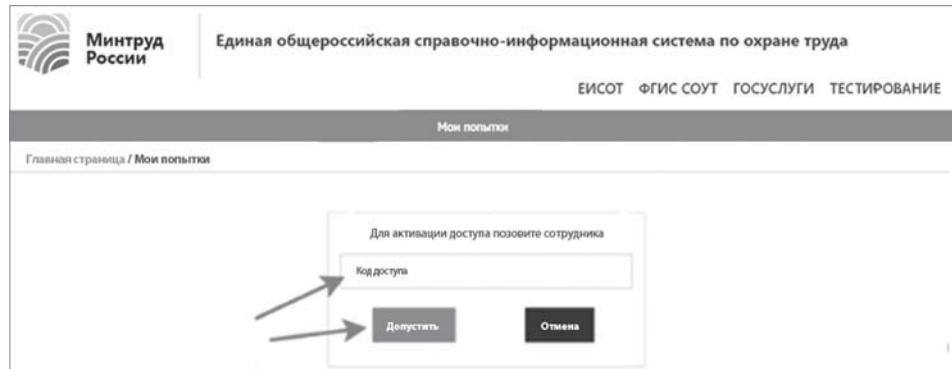 Минтруд
России
Единая общероссийская справочно-информационная система по охране труда
ЕИСОТ ФГИС СОУТ ГОСУСЛУГИ ТЕСТИРОВАНИЕ
Мои попытки
Главная страница / Мои попытки
Для активации доступа позовите сотрудника
Код доступа
Допустить Отмена